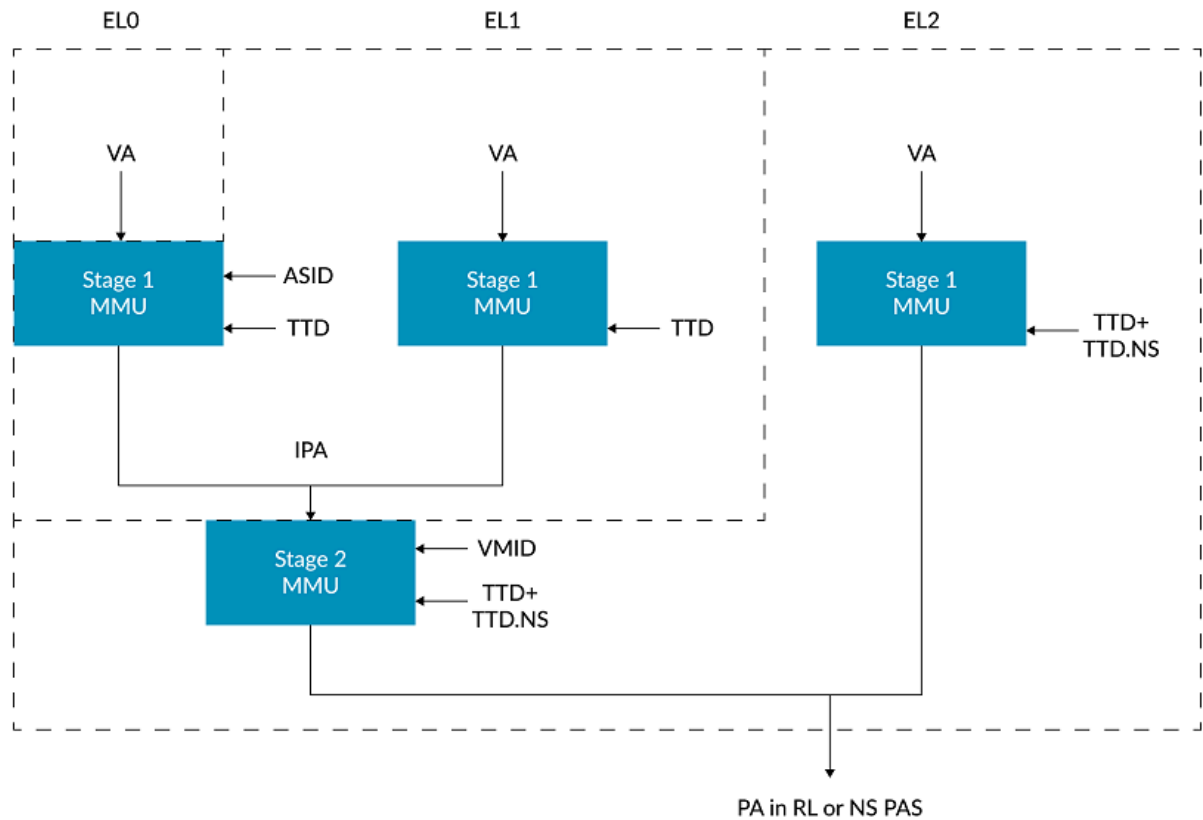 EL0
EL1
EL2
VA
VA
VA
Stage 1
MMU
ASID
TTD
Stage 1
MMU
TTD
Stage 1
MMU
TTD+
TTD.NS
IPA
Stage 2
MMU
VMID
TTD+
TTD.NS
PA in RL or NS PAS